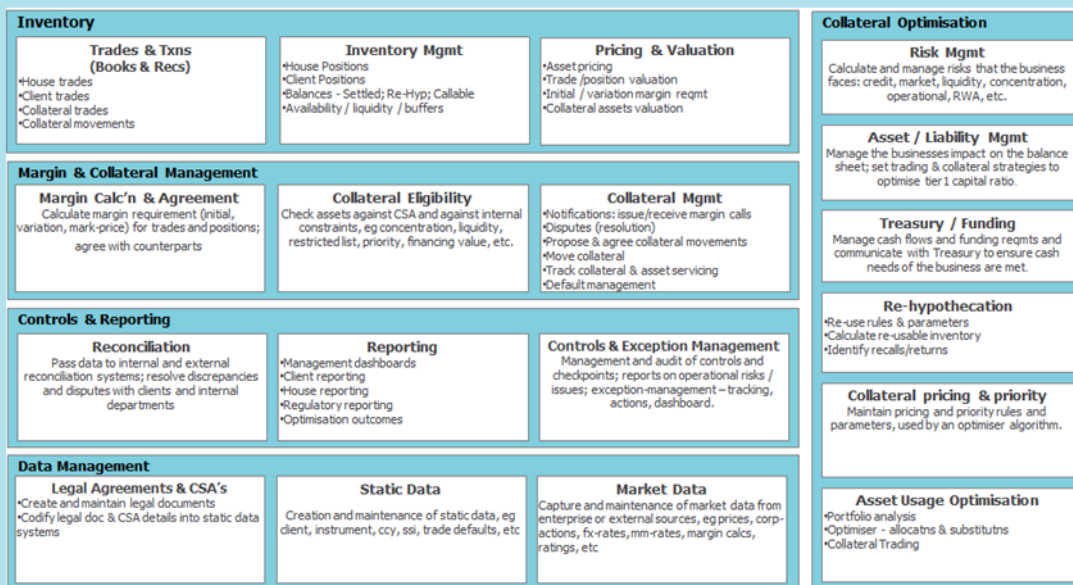 Inventory
Trades & Txns
(Books & Recs)
•House trades
•Client trades
•Collateral trades
•Collateral movements
Inventory Mgmt
•House Positions
•Client Positions
•Balances - Settled; Re-Hyp; Callable
•Availability / liquidity / buffers
Pricing & Valuation
•Asset pricing
•Trade /position valuation
•Initial / variation margin reqmt
•Collateral assets valuation
Margin & Collateral Management
Margin Calc'n & Agreement
Calculate margin requirement (initial,
variation, mark-price) for trades and positions;
agree with counterparts
Collateral Eligibility
Check assets against CSA and against internal
constraints, eg concentration, liquidity,
restricted list, priority, financing value, etc.
Collateral Mgmt
•Notifications: issue/receive margin calls
•Disputes (resolution)
•Propose & agree collateral movements
•Move collateral
•Track collateral & asset servicing
•Default management
Controls & Reporting
Reconciliation
Pass data to internal and external
reconciliation systems; resolve discrepancies
and disputes with clients and internal
departments
Reporting
•Management dashboards
•Client reporting
•House reporting
•Regulatory reporting
•Optimisation outcomes
Controls & Exception Management
Management and audit of controls and
checkpoints; reports on operational risks /
issues; exception-management – tracking,
actions, dashboard.
Data Management
Legal Agreements & CSA's
•Create and maintain legal documents
•Codify legal doc & CSA details into static data
systems
Static Data
Creation and maintenance of static data, eg
client, instrument, ccy, ssi, trade defaults, etc
Market Data
Capture and maintenance of market data from
enterprise or external sources, eg prices, corp-
actions, fx-rates, mm-rates, margin calcs,
ratings, etc
Collateral Optimisation
Risk Mgmt
Calculate and manage risks that the business
faces: credit, market, liquidity, concentration,
operational, RWA, etc.
Asset / Liability Mgmt
Manage the businesses impact on the balance
sheet; set trading & collateral strategies to
optimise tier 1 capital ratio.
Treasury / Funding
Manage cash flows and funding reqmts and
communicate with Treasury to ensure cash
needs of the business are met.
Re-hypothecation
•Re-use rules & parameters
•Calculate re-usable inventory
•Identify recalls/returns
Collateral pricing & priority
Maintain pricing and priority rules and
parameters, used by an optimiser algorithm.
Asset Usage Optimisation
•Portfolio analysis
•Optimiser - allocatns & substitutns
•Collateral Trading